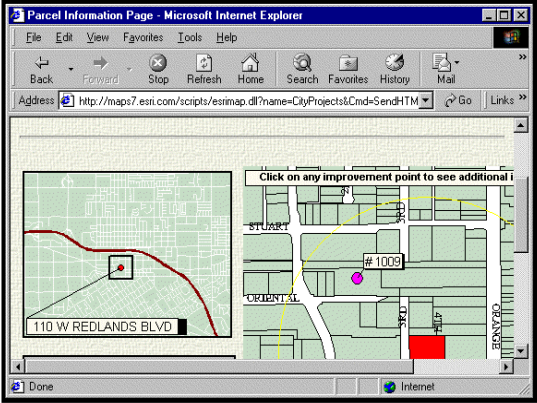 Parcel Information Page - Microsoft Internet Explorer
File Edit View Favorites Tools Help
Back Forward Stop Refresh Home Search Favorites History Mail »
Address http://maps7.esri.com/scripts/esrimap.dll?name=CityProjects&Cmd=SendHTM Go Links »
Click on any improvement point to see additional i
STUART
3RD
#1009
ORIENTAL
3RD
4TH
ORANGE
110 W REDLANDS BLVD
Done Internet